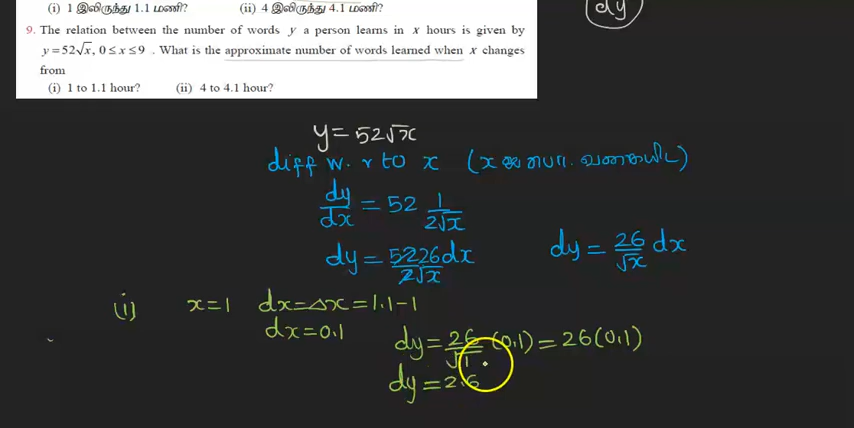 (i) 1 இலிருந்து 1.1 மணி? (ii) 4 இலிருந்து 4.1 மணி?
dy
9. The relation between the number of words y a person learns in x hours is given by
y = 52√x, 0 ≤ x ≤ 9 . What is the approximate number of words learned when x changes
from
(i) 1 to 1.1 hour? (ii) 4 to 4.1 hour?
y = 52√x
diff w. r to x (x ஐ பொ. வகையிட)
dy/dx = 52 1/2√x
dy = 52 26/2√x dx dy = 26/√x dx
(i) x=1 dx=Δx=1.1-1
dx=0.1 dy = 26/√1 (0.1) = 26(0.1)
dy = 2.6